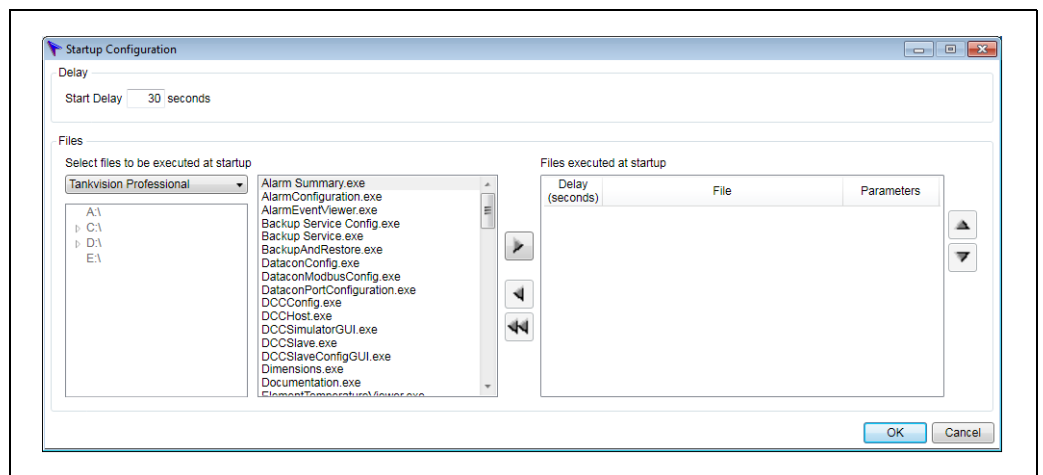 Startup Configuration
Delay
Start Delay 30 seconds
Files
Select files to be executed at startup
Tankvision Professional
A:\
C:\
D:\
E:\
Alarm Summary.exe
AlarmConfiguration.exe
AlarmEventViewer.exe
Backup Service Config.exe
Backup Service.exe
BackupAndRestore.exe
DataconConfig.exe
DataconModbusConfig.exe
DataconPortConfiguration.exe
DCCConfig.exe
DCCHost.exe
DCCSimulatorGUI.exe
DCCSlave.exe
DCCSlaveConfigGUI.exe
Dimensions.exe
Documentation.exe
ElementTemperatureViewer.exe
Files executed at startup
Delay
(seconds)
File
Parameters
OK
Cancel